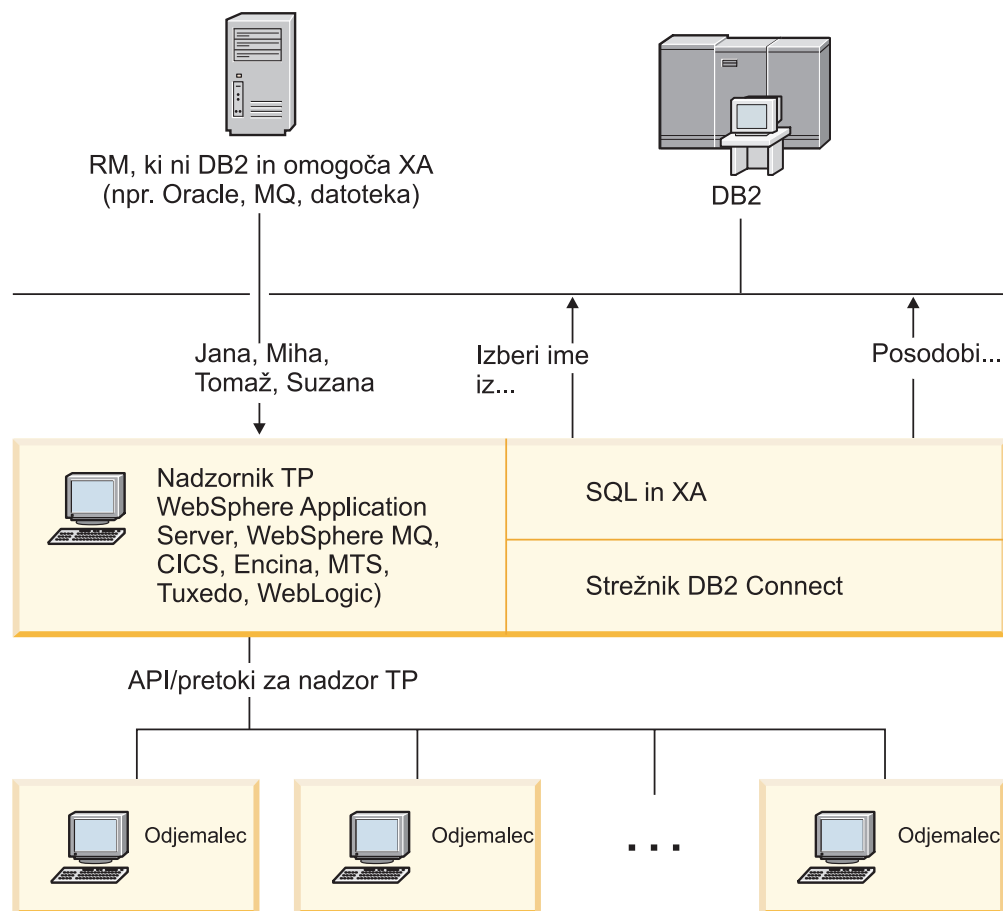 RM, ki ni DB2 in omogoča XA
(npr. Oracle, MQ, datoteka)
DB2
Jana, Miha,
Tomaž, Suzana
Izberi ime
iz...
Posodobi...
Nadzornik TP
WebSphere Application
Server, WebSphere MQ,
CICS, Encina, MTS,
Tuxedo, WebLogic)
SQL in XA
Strežnik DB2 Connect
API/pretoki za nadzor TP
Odjemalec
Odjemalec
...
Odjemalec